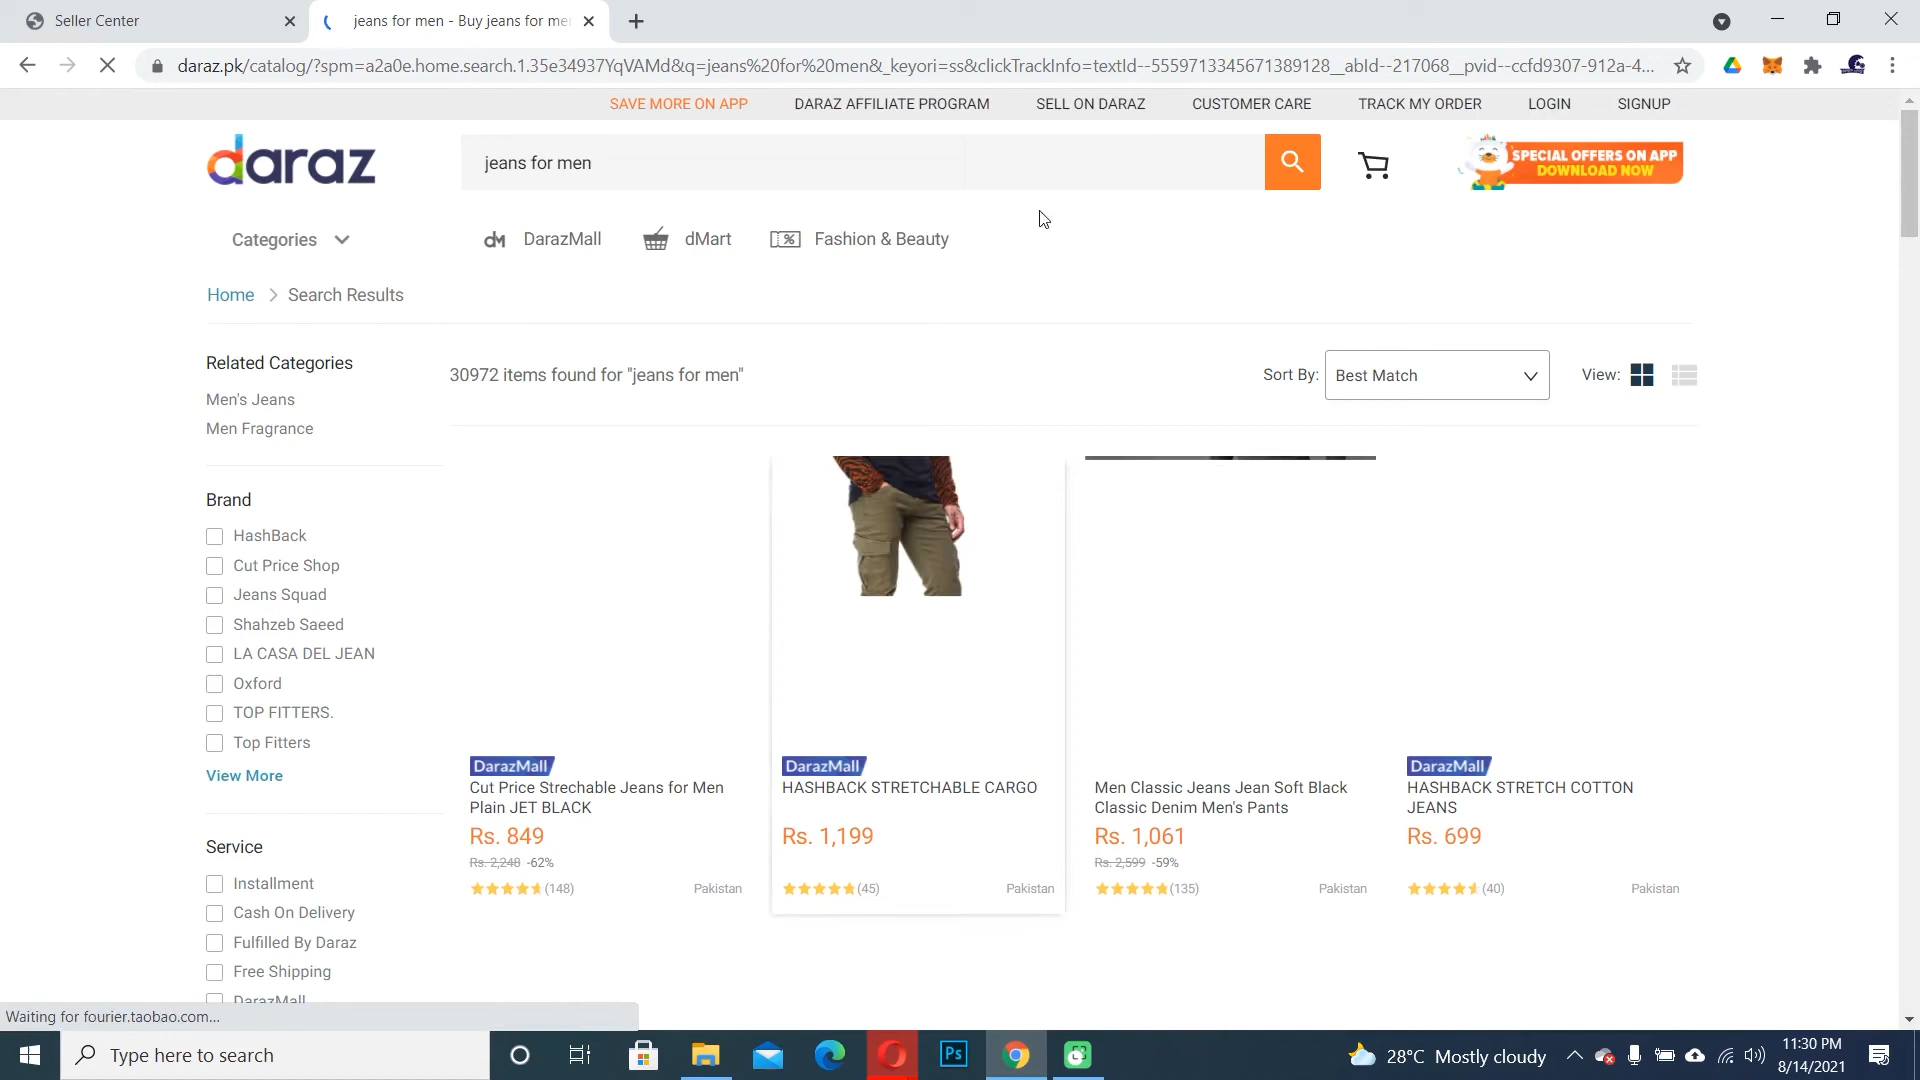 Seller Center
jeans for men - Buy jeans for me
daraz.pk/catalog/?spm=a2a0e.home.search.1.35e34937YqVAMd&q=jeans%20for%20men&_keyori=ss&clickTrackInfo=textId--5559713345671389128__abId--217068__pvid--ccfd9307-912a-4...
SAVE MORE ON APP DARAZ AFFILIATE PROGRAM SELL ON DARAZ CUSTOMER CARE TRACK MY ORDER LOGIN SIGNUP
daraz
jeans for men
SPECIAL OFFERS ON APP
DOWNLOAD NOW
Categories
dM DarazMall dMart Fashion & Beauty
Home Search Results
Related Categories
Men's Jeans
Men Fragrance
30972 items found for "jeans for men"
Sort By: Best Match View:
Brand
HashBack
Cut Price Shop
Jeans Squad
Shahzeb Saeed
LA CASA DEL JEAN
Oxford
TOP FITTERS.
Top Fitters
View More
Service
Installment
Cash On Delivery
Fulfilled By Daraz
Free Shipping
DarazMall
DarazMall
Cut Price Strechable Jeans for Men
Plain JET BLACK
Rs. 849
Rs. 2,248 -62%
(148) Pakistan
DarazMall
HASHBACK STRETCHABLE CARGO
Rs. 1,199
(45) Pakistan
Men Classic Jeans Jean Soft Black
Classic Denim Men's Pants
Rs. 1,061
Rs. 2,599 -59%
(135) Pakistan
DarazMall
HASHBACK STRETCH COTTON
JEANS
Rs. 699
(40) Pakistan
Waiting for fourier.taobao.com...
Type here to search
Ps
28°C Mostly cloudy
11:30 PM
8/14/2021